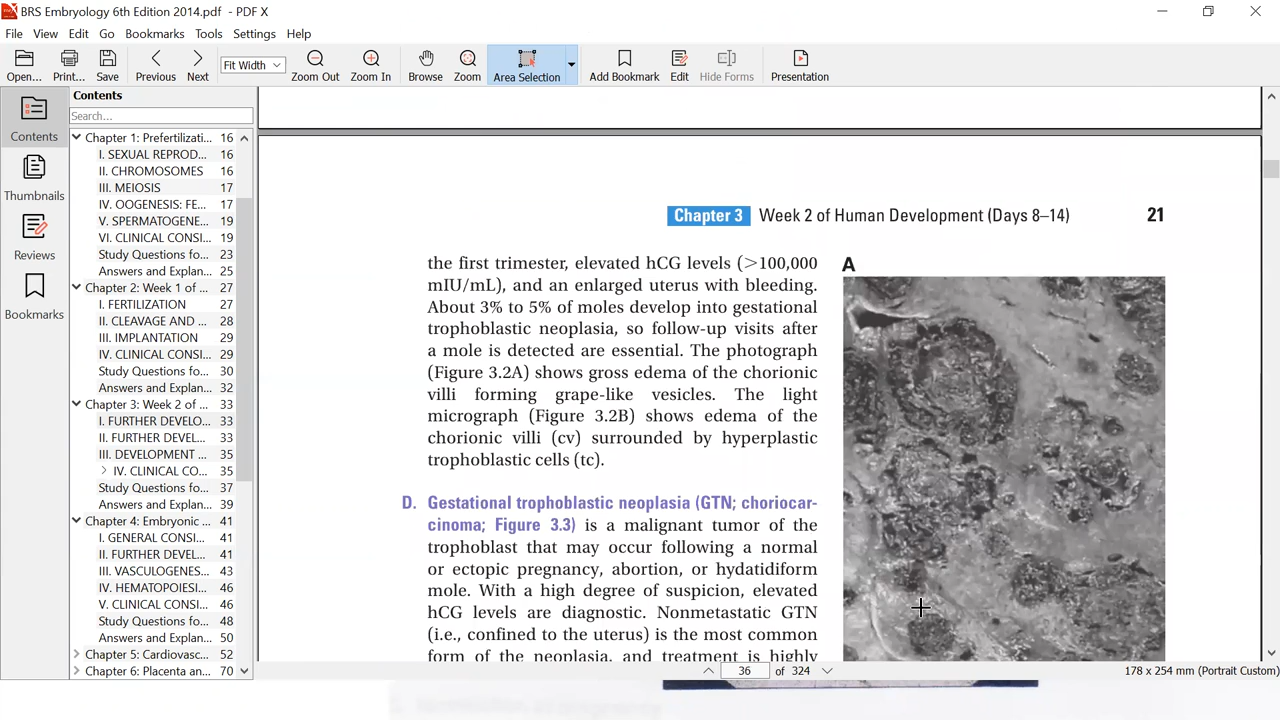 BRS Embryology 6th Edition 2014.pdf - PDF X
File View Edit Go Bookmarks Tools Settings Help
Open... Print... Save Previous Next Fit Width Zoom Out Zoom In Browse Zoom Area Selection Add Bookmark Edit Hide Forms Presentation
Contents
Thumbnails
Reviews
Bookmarks
Contents
Search...
Chapter 1: Prefertilizati... 16
I. SEXUAL REPROD... 16
II. CHROMOSOMES 16
III. MEIOSIS 17
IV. OOGENESIS: FE... 17
V. SPERMATOGENE... 19
VI. CLINICAL CONSI... 19
Study Questions fo... 23
Answers and Explan... 25
Chapter 2: Week 1 of ... 27
I. FERTILIZATION 27
II. CLEAVAGE AND ... 28
III. IMPLANTATION 29
IV. CLINICAL CONSI... 29
Study Questions fo... 30
Answers and Explan... 32
Chapter 3: Week 2 of ... 33
I. FURTHER DEVELO... 33
II. FURTHER DEVEL... 33
III. DEVELOPMENT ... 35
IV. CLINICAL CO... 35
Study Questions fo... 37
Answers and Explan... 39
Chapter 4: Embryonic ... 41
I. GENERAL CONSI... 41
II. FURTHER DEVEL... 41
III. VASCULOGENES... 43
IV. HEMATOPOIESI... 46
V. CLINICAL CONSI... 46
Study Questions fo... 48
Answers and Explan... 50
Chapter 5: Cardiovasc... 52
Chapter 6: Placenta an... 70
Chapter 3 Week 2 of Human Development (Days 8–14) 21
the first trimester, elevated hCG levels (>100,000
mIU/mL), and an enlarged uterus with bleeding.
About 3% to 5% of moles develop into gestational
trophoblastic neoplasia, so follow-up visits after
a mole is detected are essential. The photograph
(Figure 3.2A) shows gross edema of the chorionic
villi forming grape-like vesicles. The light
micrograph (Figure 3.2B) shows edema of the
chorionic villi (cv) surrounded by hyperplastic
trophoblastic cells (tc).
D. Gestational trophoblastic neoplasia (GTN; choriocar-
cinoma; Figure 3.3) is a malignant tumor of the
trophoblast that may occur following a normal
or ectopic pregnancy, abortion, or hydatidiform
mole. With a high degree of suspicion, elevated
hCG levels are diagnostic. Nonmetastatic GTN
(i.e., confined to the uterus) is the most common
form of the neoplasia, and treatment is highly
A
36 of 324
178 x 254 mm (Portrait Custom)